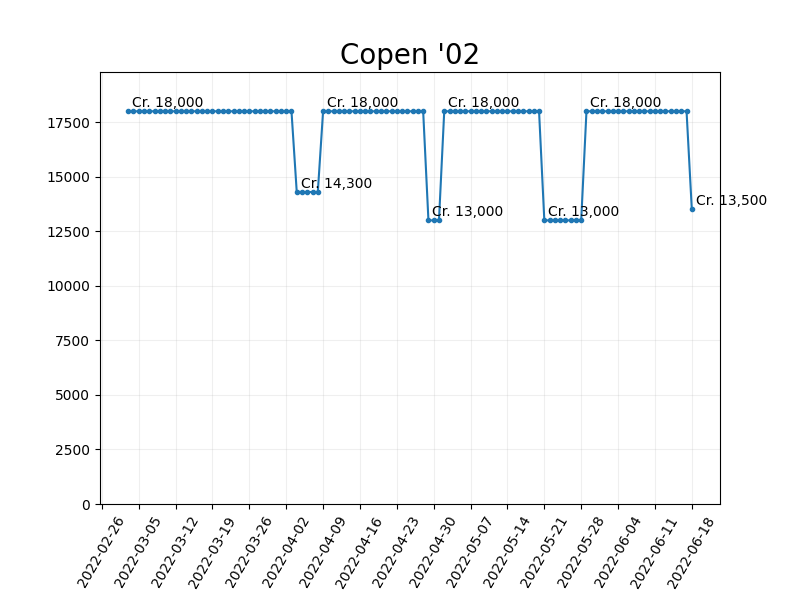 Copen '02
Cr. 18,000
Cr. 18,000
Cr. 18,000
Cr. 18,000
Cr. 14,300
Cr. 13,000
Cr. 13,000
Cr. 13,500
17500
15000
12500
10000
7500
5000
2500
0
2022-02-26
2022-03-05
2022-03-12
2022-03-19
2022-03-26
2022-04-02
2022-04-09
2022-04-16
2022-04-23
2022-04-30
2022-05-07
2022-05-14
2022-05-21
2022-05-28
2022-06-04
2022-06-11
2022-06-18